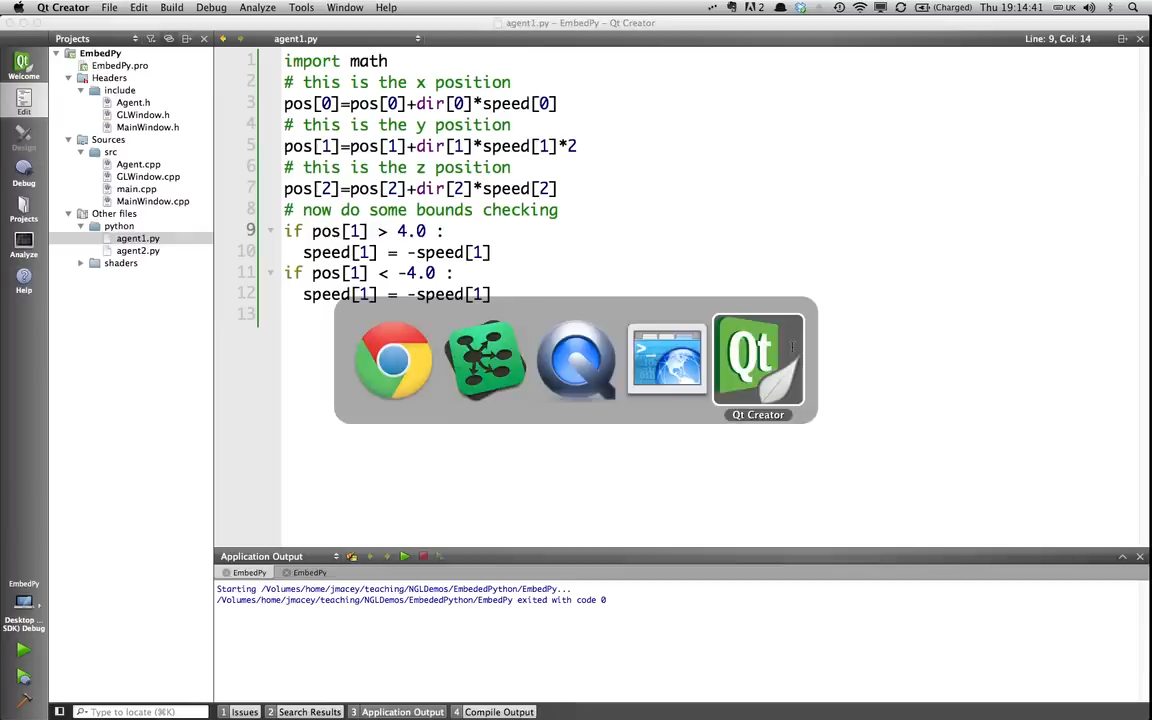 Qt Creator File Edit Build Debug Analyze Tools Window Help
2 (Charged) Thu 19:14:41 UK
agent1.py – EmbedPy – Qt Creator
Projects
agent1.py
Line: 9, Col: 14
Welcome
Edit
Design
Debug
Projects
Analyze
Help
EmbedPy
Desktop ...
SDK) Debug
EmbedPy
EmbedPy.pro
Headers
include
Agent.h
GLWindow.h
MainWindow.h
Sources
src
Agent.cpp
GLWindow.cpp
main.cpp
MainWindow.cpp
Other files
python
agent1.py
agent2.py
shaders
1 import math
2 # this is the x position
3 pos[0]=pos[0]+dir[0]*speed[0]
4 # this is the y position
5 pos[1]=pos[1]+dir[1]*speed[1]*2
6 # this is the z position
7 pos[2]=pos[2]+dir[2]*speed[2]
8 # now do some bounds checking
9 if pos[1] > 4.0 :
10 speed[1] = -speed[1]
11 if pos[1] < -4.0 :
12 speed[1] = -speed[1]
13
Qt
Qt Creator
Application Output
EmbedPy EmbedPy
Starting /Volumes/home/jmacey/teaching/NGLDemos/EmbededPython/EmbedPy...
/Volumes/home/jmacey/teaching/NGLDemos/EmbededPython/EmbedPy exited with code 0
Type to locate (⌘K)
1 Issues 2 Search Results 3 Application Output 4 Compile Output